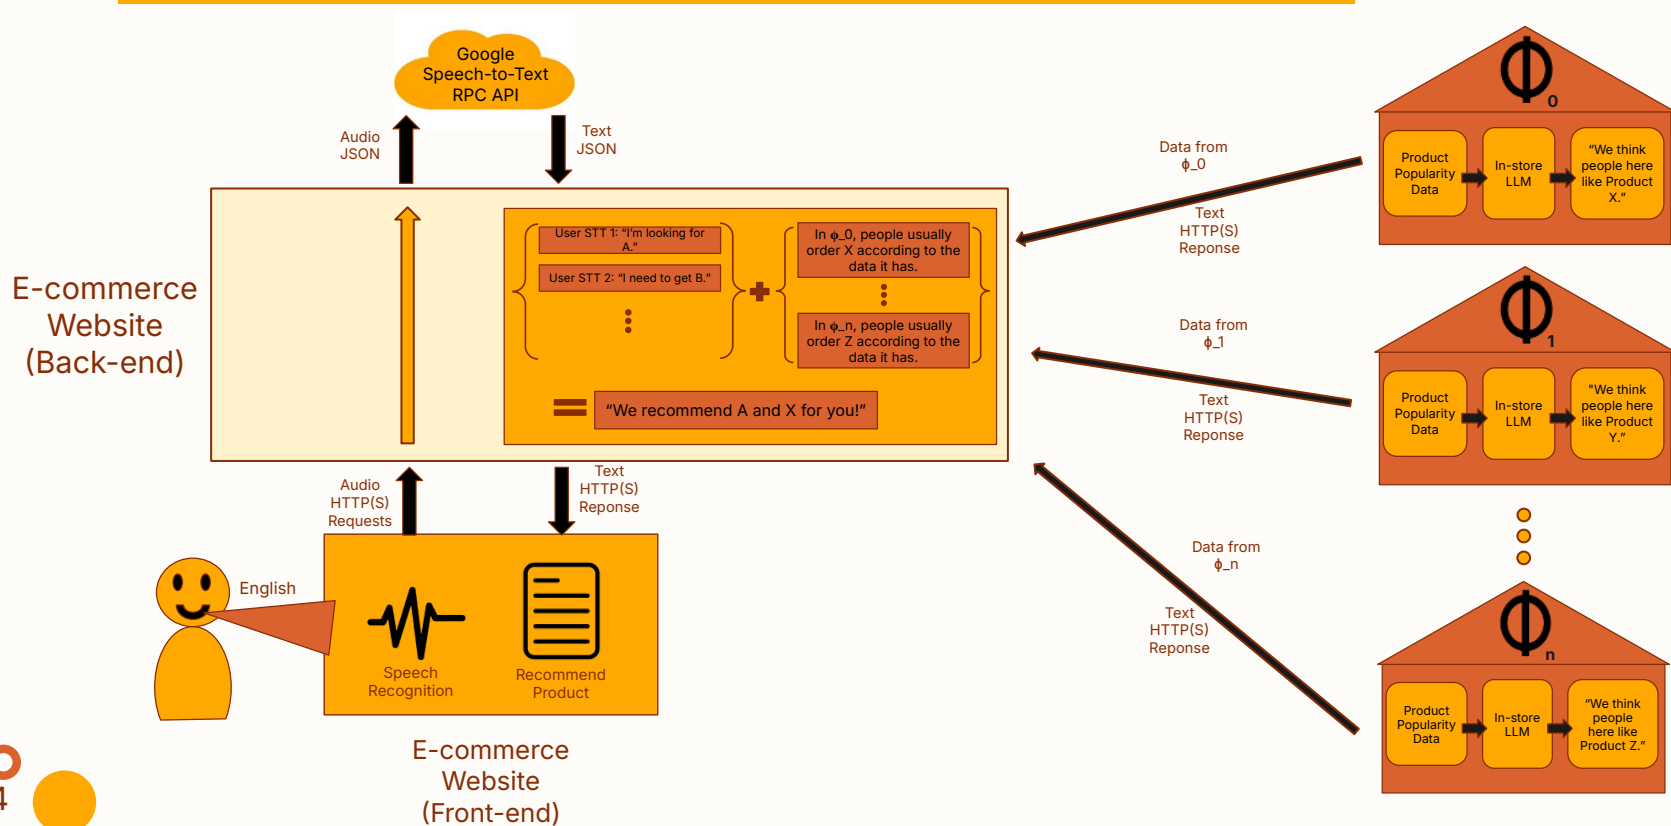 Google
Speech-to-Text
RPC API
Audio
JSON
Text
JSON
E-commerce
Website
(Back-end)
User STT 1: “I’m looking for
A.”
User STT 2: “I need to get B.”
In ϕ_0, people usually
order X according to the
data it has.
In ϕ_n, people usually
order Z according to the
data it has.
“We recommend A and X for you!”
Audio
HTTP(S)
Requests
Text
HTTP(S)
Reponse
English
Speech
Recognition
Recommend
Product
E-commerce
Website
(Front-end)
Data from
ϕ_0
Text
HTTP(S)
Reponse
Data from
ϕ_1
Text
HTTP(S)
Reponse
Data from
ϕ_n
Text
HTTP(S)
Reponse
Φ0
Product
Popularity
Data
In-store
LLM
“We think
people here
like Product
X.”
Φ1
Product
Popularity
Data
In-store
LLM
"We think
people here
like Product
Y.”
Φn
Product
Popularity
Data
In-store
LLM
“We think
people
here like
Product Z.”
4